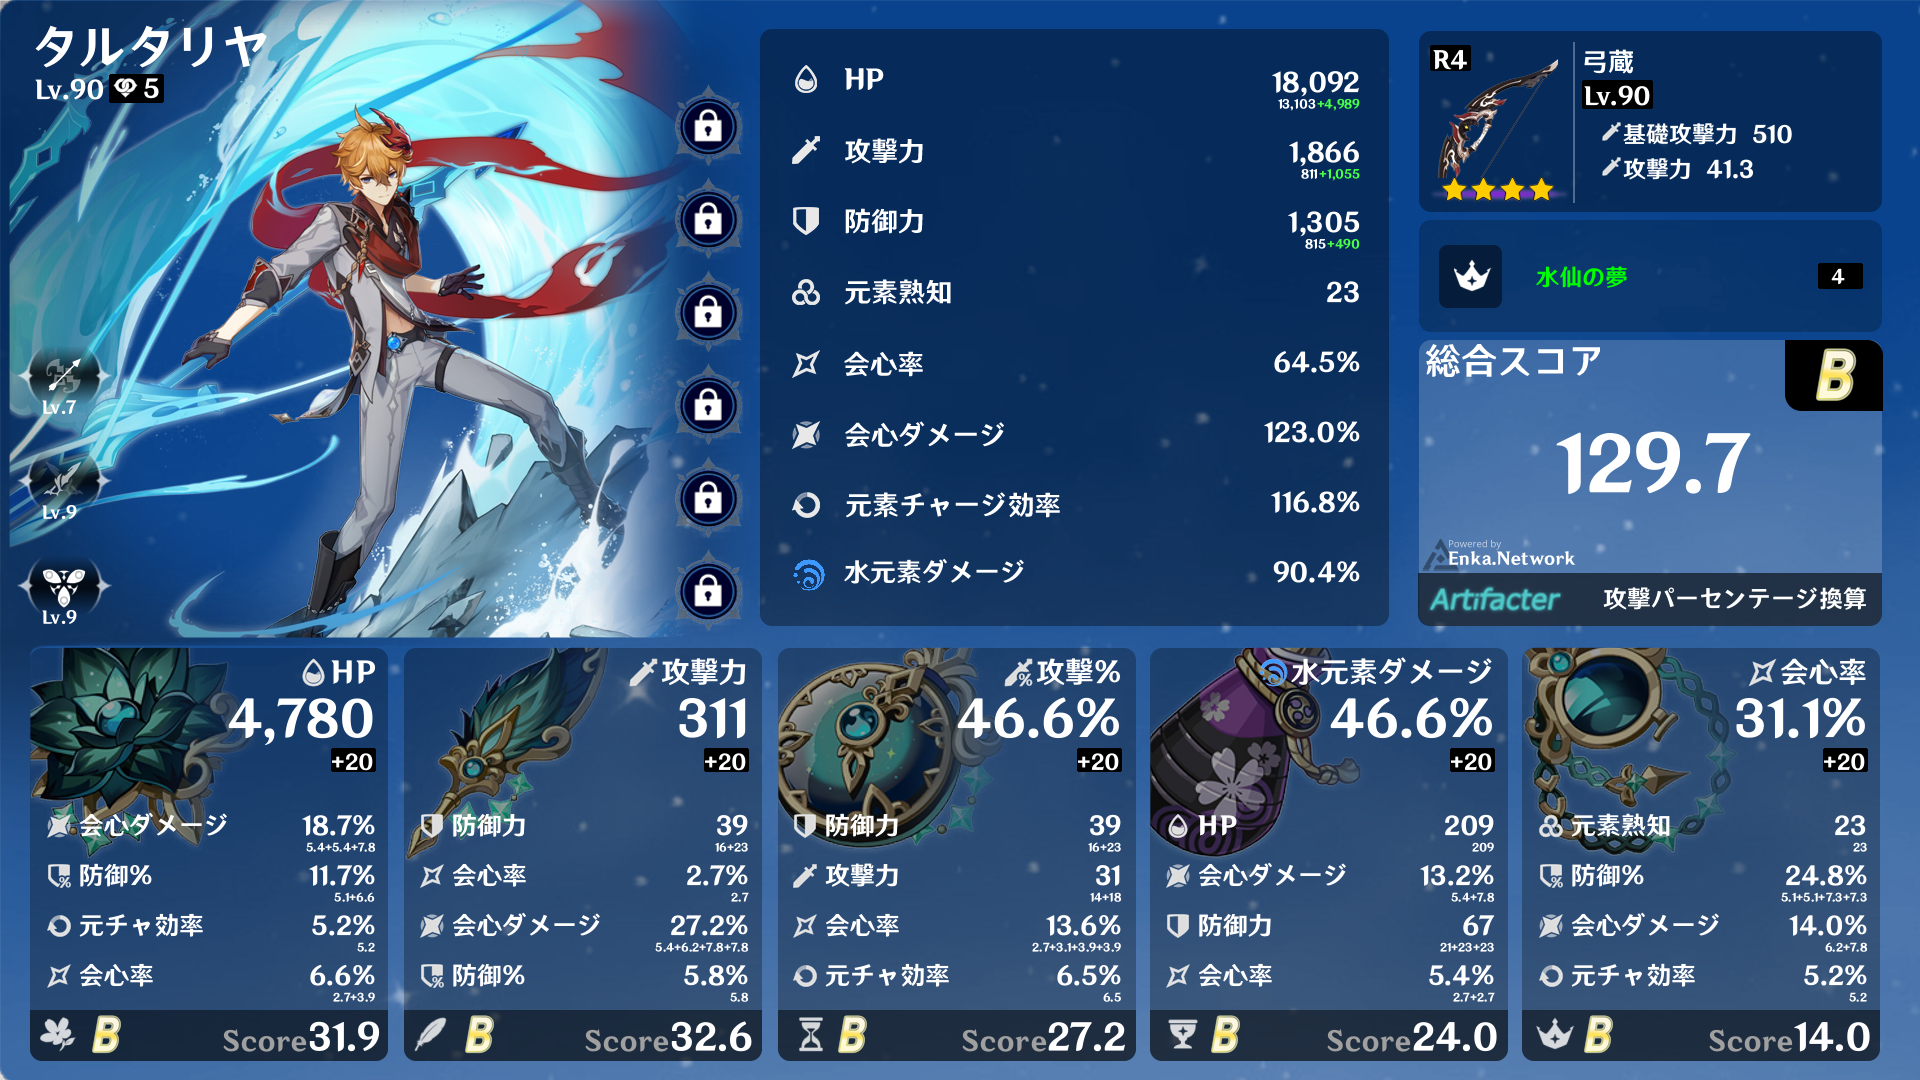 タルタリヤ
Lv.90 5
Lv.7
Lv.9
Lv.9
HP 18,092
13,103+4,989
攻撃力 1,866
811+1,055
防御力 1,305
815+490
元素熟知 23
会心率 64.5%
会心ダメージ 123.0%
元素チャージ効率 116.8%
水元素ダメージ 90.4%
R4
弓蔵
Lv.90
基礎攻撃力 510
攻撃力 41.3
水仙の夢 4
総合スコア B
129.7
Powered by
Enka.Network
Artifacter 攻撃パーセンテージ換算
HP
4,780
+20
会心ダメージ 18.7%
5.4+5.4+7.8
防御% 11.7%
5.1+6.6
元チャ効率 5.2%
5.2
会心率 6.6%
2.7+3.9
B Score31.9
攻撃力
311
+20
防御力 39
16+23
会心率 2.7%
2.7
会心ダメージ 27.2%
5.4+6.2+7.8+7.8
防御% 5.8%
5.8
B Score32.6
攻撃%
46.6%
+20
防御力 39
16+23
攻撃力 31
14+18
会心率 13.6%
2.7+3.1+3.9+3.9
元チャ効率 6.5%
6.5
B Score27.2
水元素ダメージ
46.6%
+20
HP 209
209
会心ダメージ 13.2%
5.4+7.8
防御力 67
21+23+23
会心率 5.4%
2.7+2.7
B Score24.0
会心率
31.1%
+20
元素熟知 23
23
防御% 24.8%
5.1+5.1+7.3+7.3
会心ダメージ 14.0%
6.2+7.8
元チャ効率 5.2%
5.2
B Score14.0